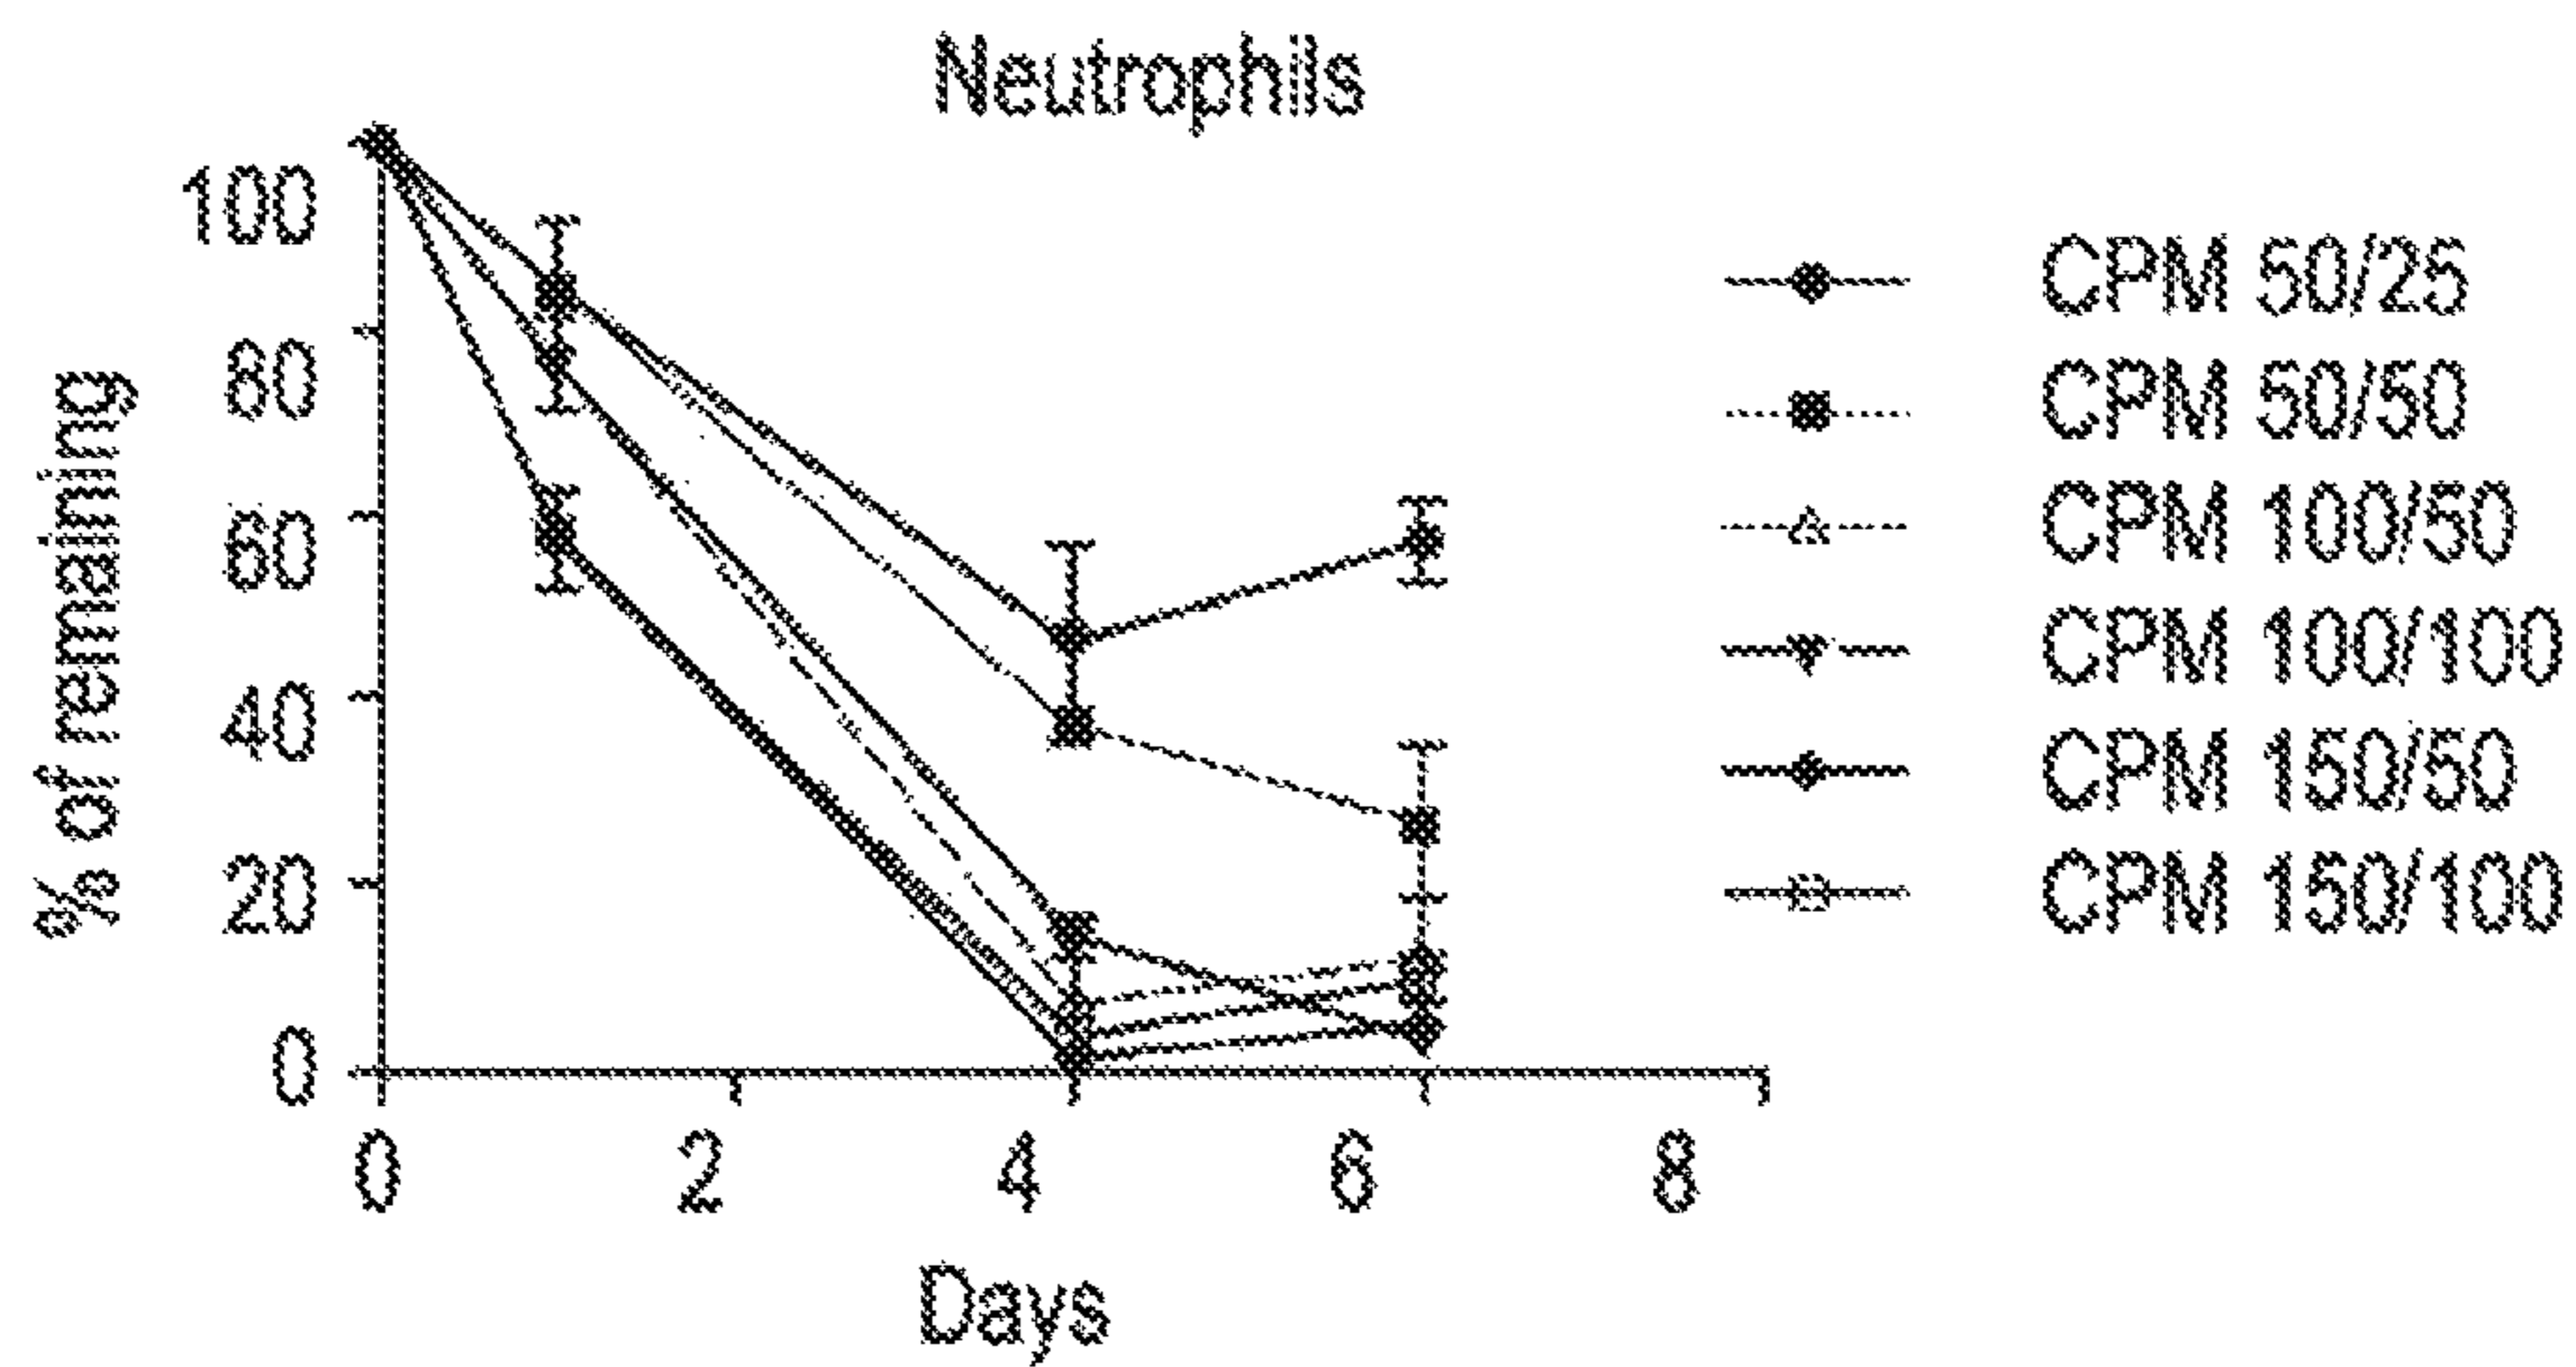 Neutrophils
% of remaining
100
80
60
40
20
0
0 2 4 6 8
Days
CPM 50/25
CPM 50/50
CPM 100/50
CPM 100/100
CPM 150/50
CPM 150/100